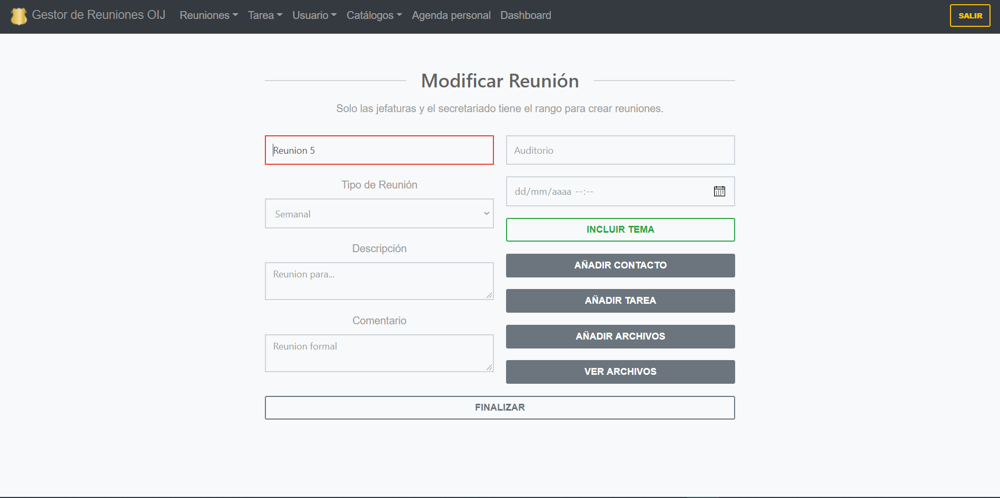 Gestor de Reuniones OIJ Reuniones Tarea Usuario Catálogos Agenda personal Dashboard SALIR
Modificar Reunión
Solo las jefaturas y el secretariado tiene el rango para crear reuniones.
Reunion 5
Auditorio
Tipo de Reunión
dd/mm/aaaa --:--
Semanal
INCLUIR TEMA
Descripción
AÑADIR CONTACTO
Reunion para...
AÑADIR TAREA
Comentario
AÑADIR ARCHIVOS
Reunion formal
VER ARCHIVOS
FINALIZAR